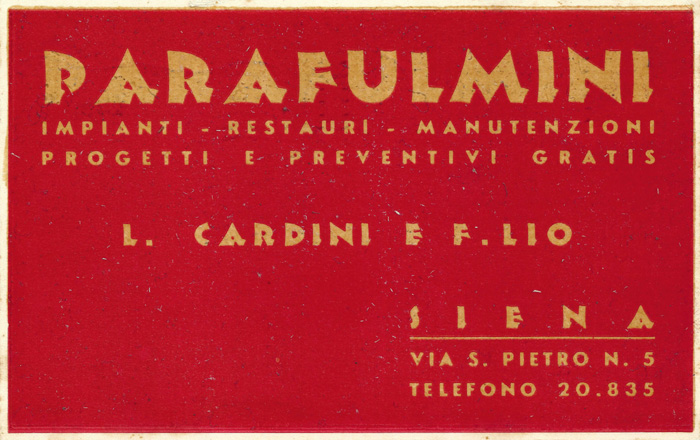 PARAFULMINI
IMPIANTI - RESTAURI - MANUTENZIONI
PROGETTI E PREVENTIVI GRATIS
L. CARDINI E F.LIO
SIENA
VIA S. PIETRO N. 5
TELEFONO 20.835